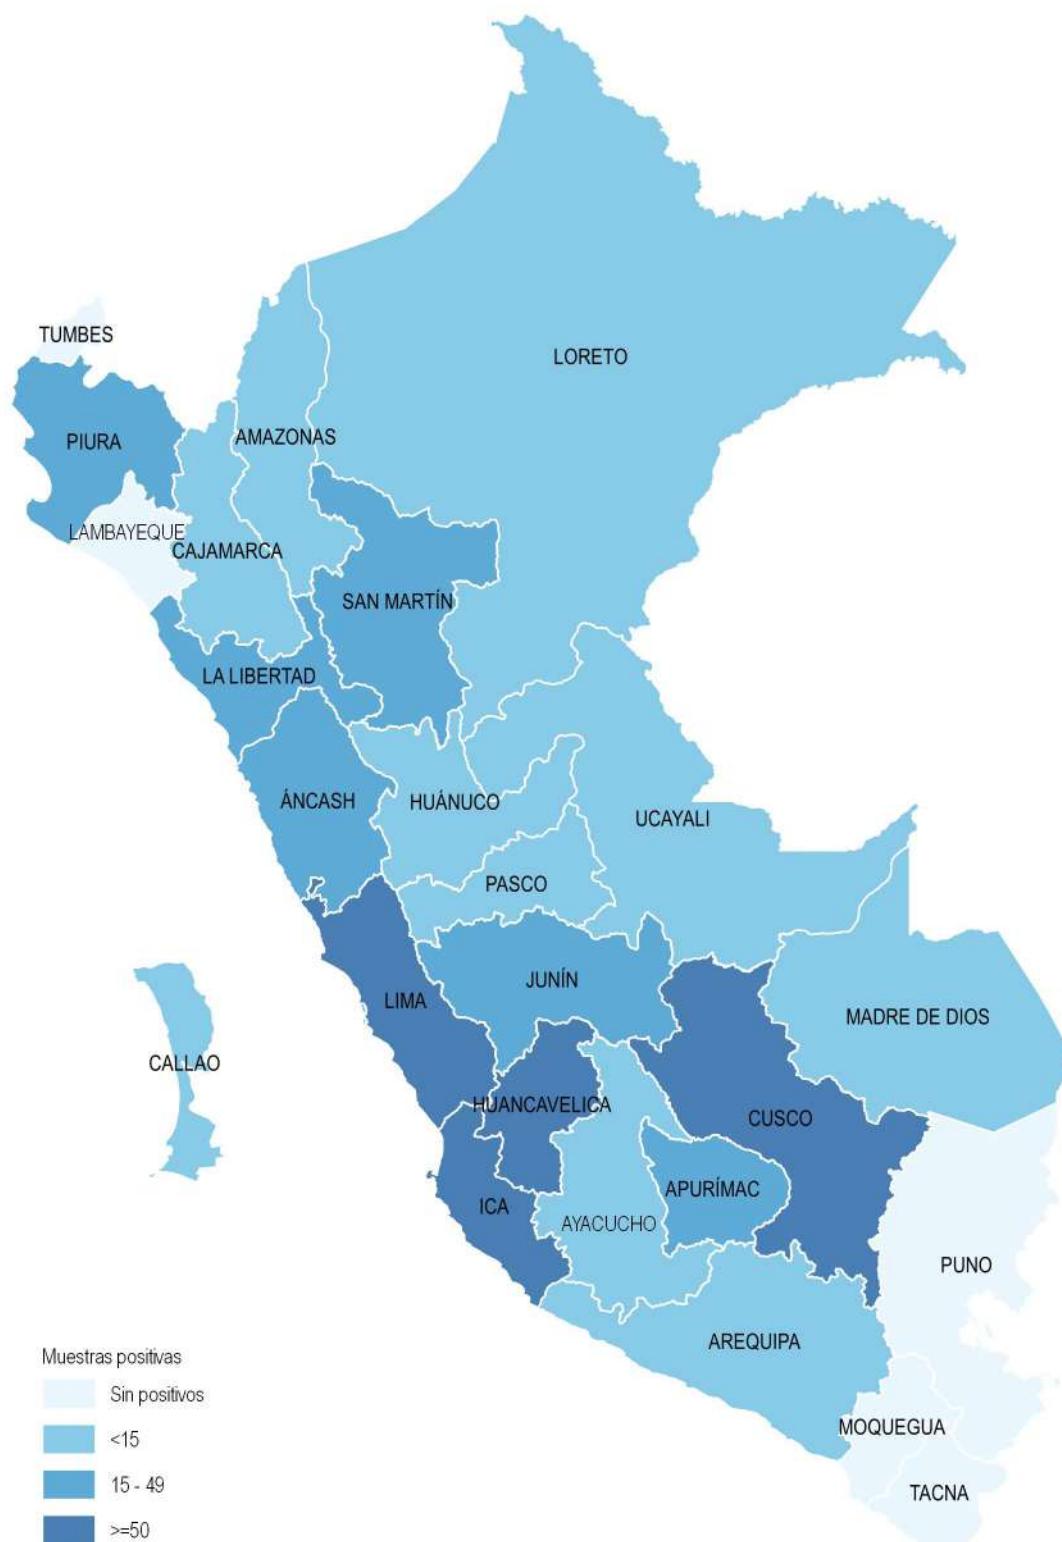 TUMBES
LORETO
PIURA
AMAZONAS
LAMBAYEQUE
CAJAMARCA
SAN MARTÍN
LA LIBERTAD
ÁNCASH
HUÁNUCO
UCAYALI
PASCO
JUNÍN
LIMA
MADRE DE DIOS
CALLAO
HUANCAVELICA
CUSCO
APURÍMAC
ICA
AYACUCHO
PUNO
AREQUIPA
MOQUEGUA
TACNA
Muestras positivas
Sin positivos
<15
15 - 49
>=50